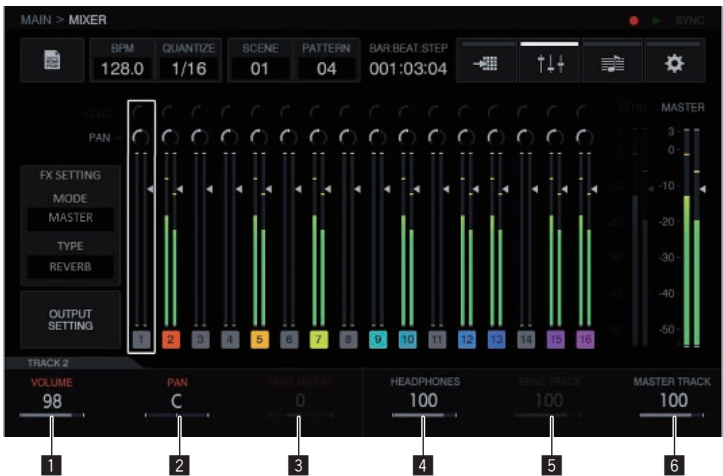 MAIN > MIXER
SYNC
BPM
128.0
QUANTIZE
1/16
SCENE
01
PATTERN
04
BAR:BEAT:STEP
001:03:04
SEND
PAN
SEND
MASTER
3
0
-10
-20
-30
-40
-50
FX SETTING
MODE
MASTER
TYPE
REVERB
OUTPUT
SETTING
1 2 3 4 5 6 7 8 9 10 11 12 13 14 15 16
TRACK 2
VOLUME
98
PAN
C
SEND AMOUNT
0
HEADPHONES
100
SEND TRACK
100
MASTER TRACK
100
1 2 3 4 5 6